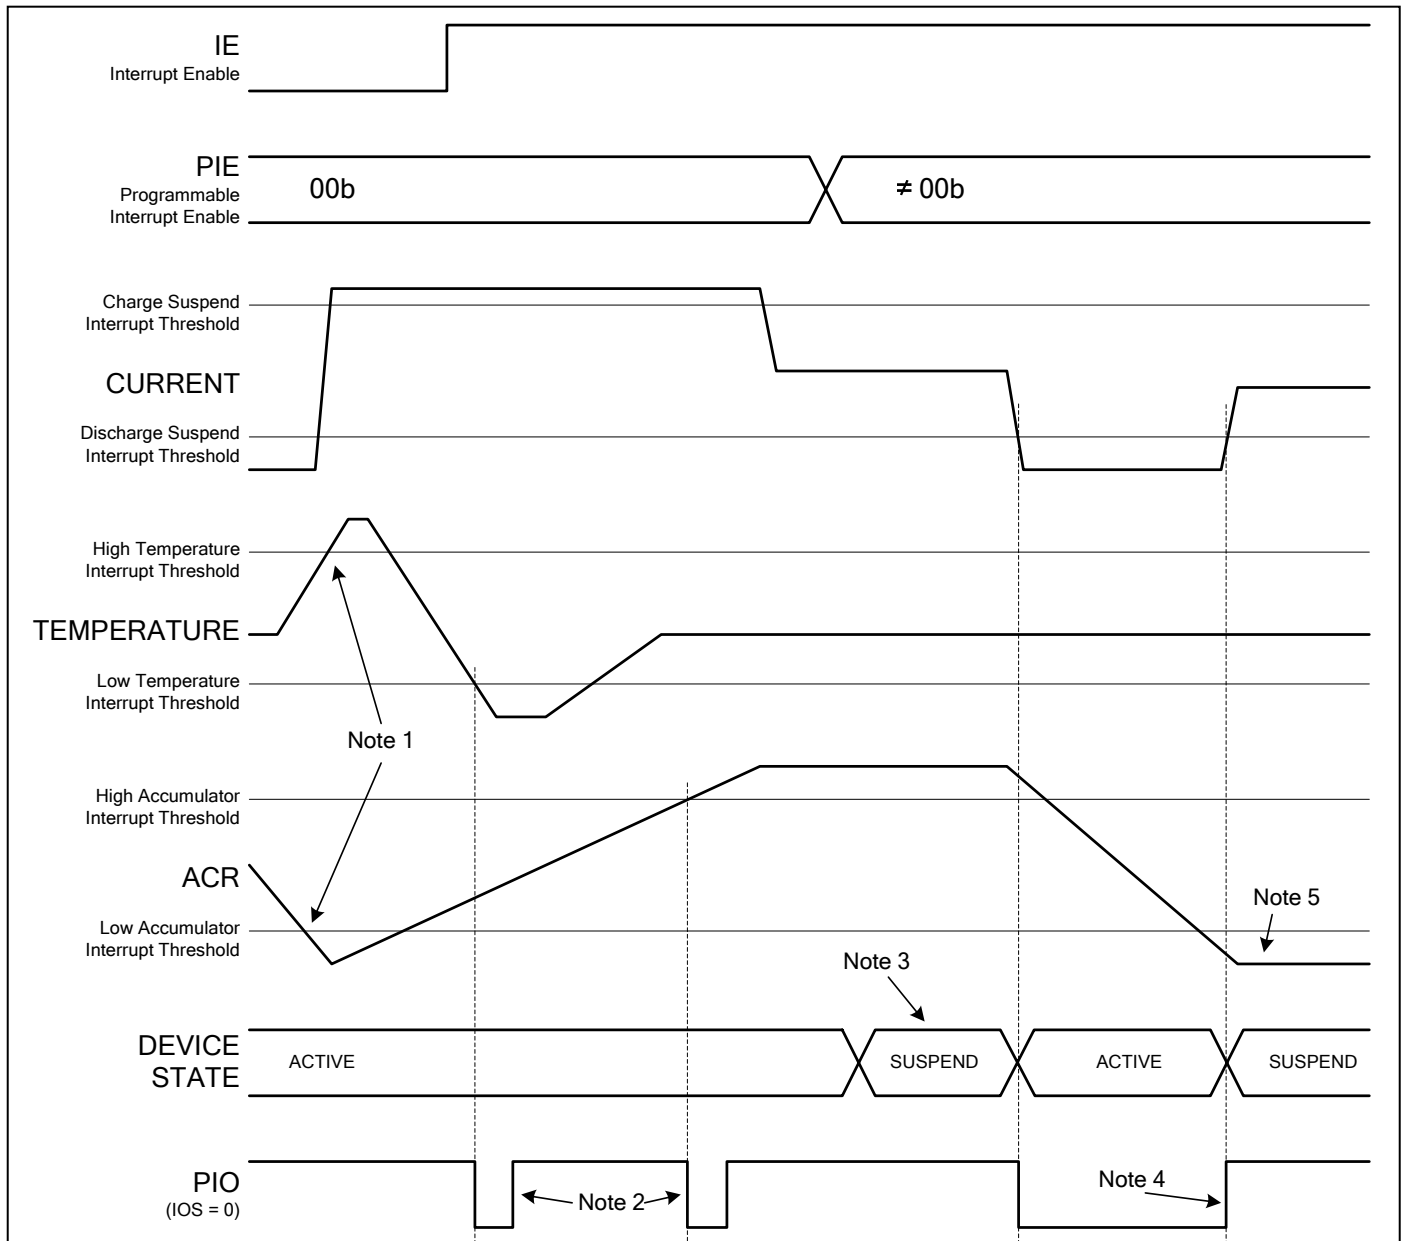 IE
Interrupt Enable
PIE
Programmable
Interrupt Enable
00b
≠ 00b
Charge Suspend
Interrupt Threshold
CURRENT
Discharge Suspend
Interrupt Threshold
High Temperature
Interrupt Threshold
TEMPERATURE
Low Temperature
Interrupt Threshold
Note 1
High Accumulator
Interrupt Threshold
ACR
Low Accumulator
Interrupt Threshold
Note 5
Note 3
DEVICE
STATE
ACTIVE
SUSPEND
ACTIVE
SUSPEND
PIO
(IOS = 0)
Note 2
Note 4